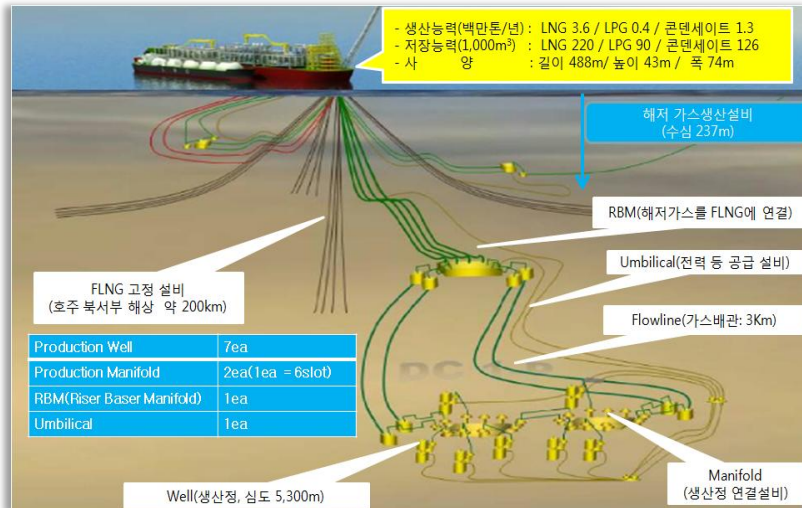 - 생산능력(백만톤/년) : LNG 3.6 / LPG 0.4 / 콘덴세이트 1.3
- 저장능력(1,000m³) : LNG 220 / LPG 90 / 콘덴세이트 126
- 사 양 : 길이 488m/ 높이 43m / 폭 74m
해저 가스생산설비
(수심 237m)
RBM(해저가스를 FLNG에 연결)
Umbilical(전력 등 공급 설비)
FLNG 고정 설비
(호주 북서부 해상 약 200km)
Flowline(가스배관: 3Km)
Production Well 7ea
Production Manifold 2ea(1ea = 6slot)
RBM(Riser Baser Manifold) 1ea
Umbilical 1ea
Manifold
(생산정 연결설비)
Well(생산정, 심도 5,300m)